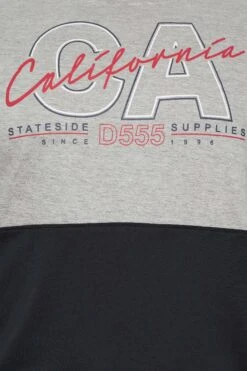 CA
California
STATESIDE D555 SUPPLIES
SINCE 1996